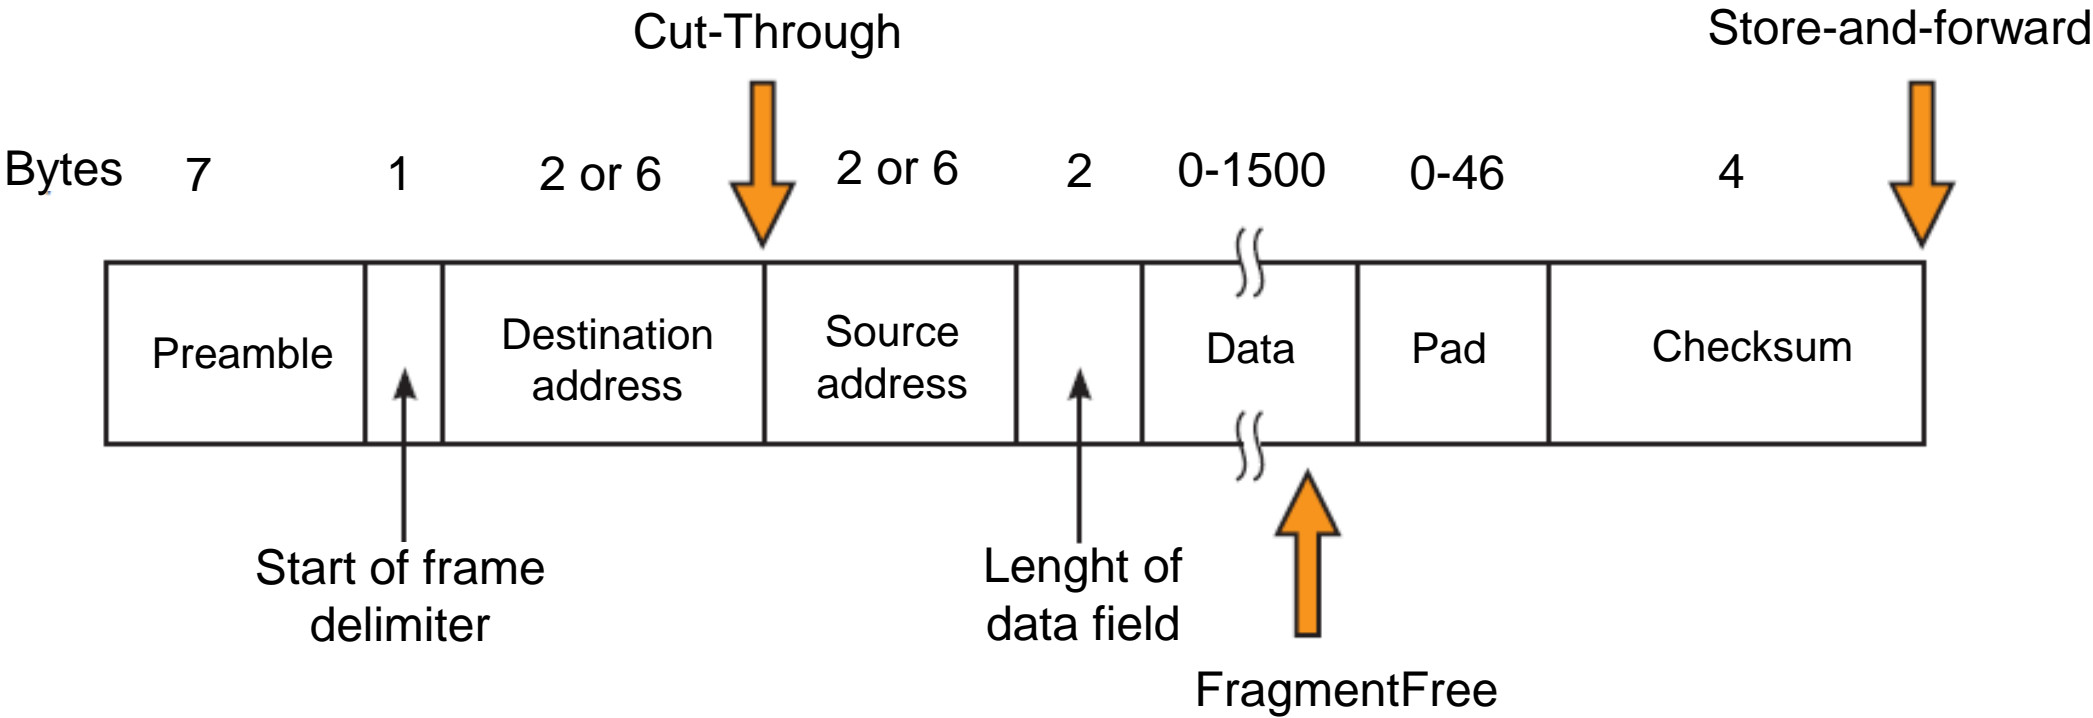 Cut-Through
Store-and-forward
Bytes 7 1 2 or 6 2 or 6 2 0-1500 0-46 4
Preamble
Destination
address
Source
address
Data
Pad
Checksum
Start of frame
delimiter
Lenght of
data field
FragmentFree